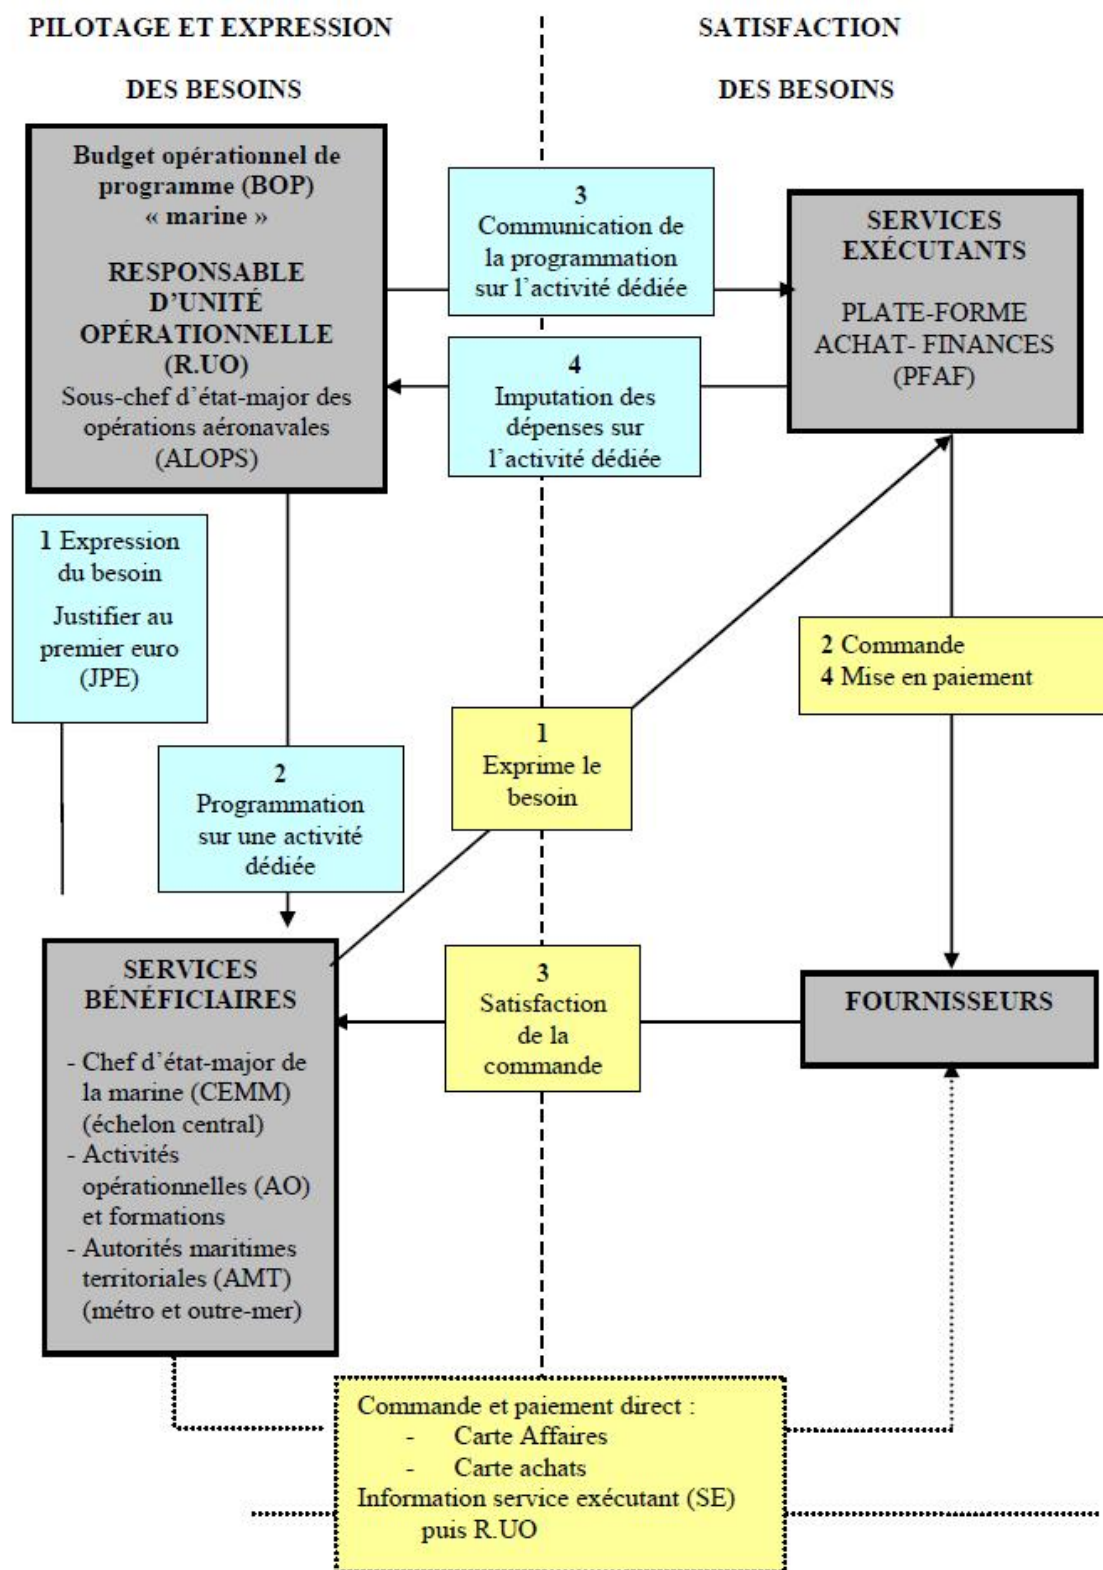 PILOTAGE ET EXPRESSION
DES BESOINS
SATISFACTION
DES BESOINS
Budget opérationnel de
programme (BOP)
« marine »
RESPONSABLE
D’UNITÉ
OPÉRATIONNELLE
(R.UO)
Sous-chef d’état-major des
opérations aéronavales
(ALOPS)
3
Communication de
la programmation
sur l’activité dédiée
SERVICES
EXÉCUTANTS
PLATE-FORME
ACHAT- FINANCES
(PFAF)
4
Imputation des
dépenses sur
l’activité dédiée
1 Expression
du besoin
Justifier au
premier euro
(JPE)
2 Commande
4 Mise en paiement
1
Exprime le
besoin
2
Programmation
sur une activité
dédiée
SERVICES
BÉNÉFICIAIRES
- Chef d’état-major de
la marine (CEMM)
(échelon central)
- Activités
opérationnelles (AO)
et formations
- Autorités maritimes
territoriales (AMT)
(métro et outre-mer)
3
Satisfaction
de la
commande
FOURNISSEURS
Commande et paiement direct :
- Carte Affaires
- Carte achats
Information service exécutant (SE)
puis R.UO